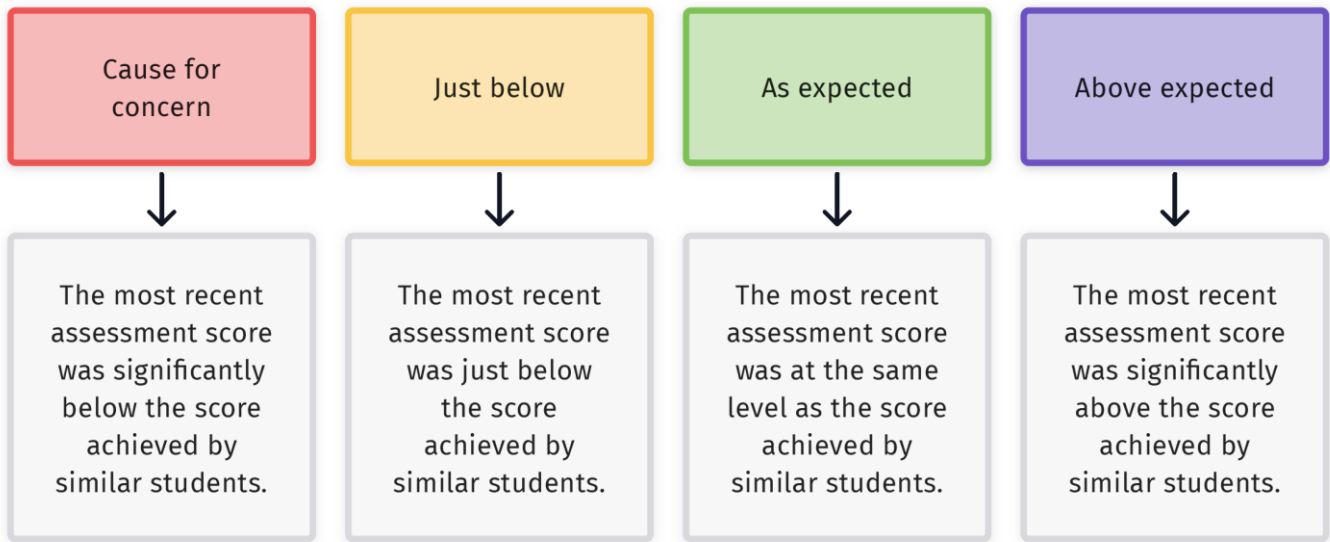 Cause for
concern
Just below
As expected
Above expected
The most recent
assessment score
was significantly
below the score
achieved by
similar students.
The most recent
assessment score
was just below
the score
achieved by
similar students.
The most recent
assessment score
was at the same
level as the score
achieved by
similar students.
The most recent
assessment score
was significantly
above the score
achieved by
similar students.